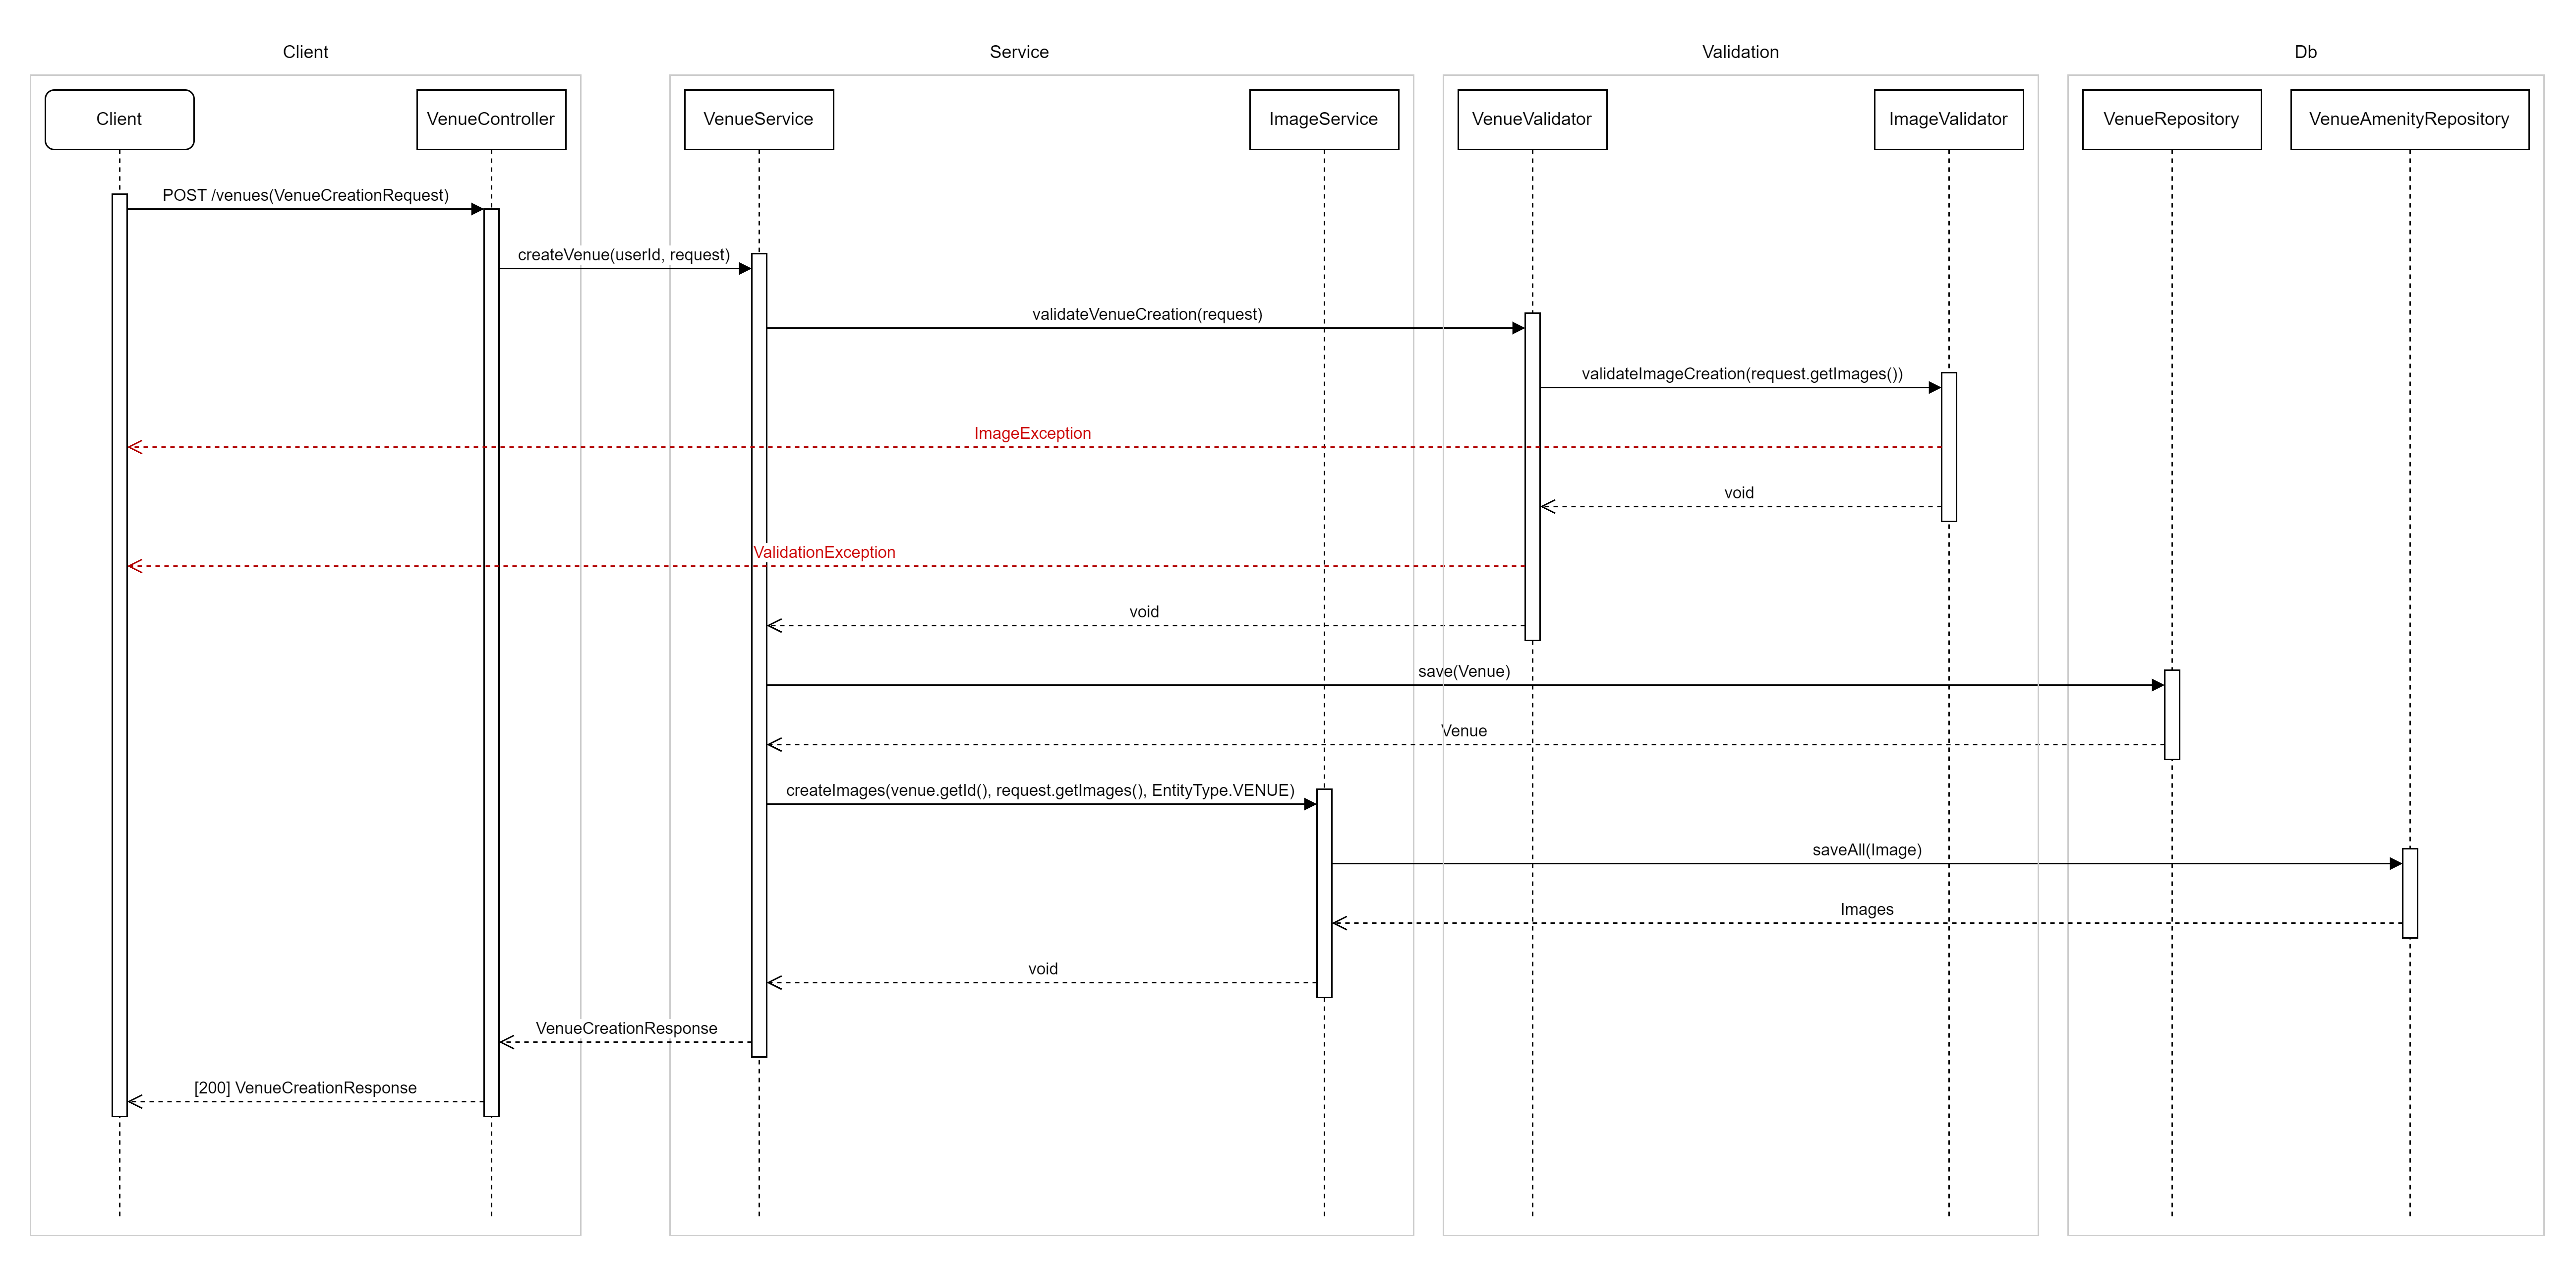 Client
Service
Validation
Db
Client
VenueController
VenueService
ImageService
VenueValidator
ImageValidator
VenueRepository
VenueAmenityRepository
POST /venues(VenueCreationRequest)
createVenue(userId, request)
validateVenueCreation(request)
validateImageCreation(request.getImages())
ImageException
void
ValidationException
void
save(Venue)
Venue
createImages(venue.getId(), request.getImages(), EntityType.VENUE)
saveAll(Image)
Images
void
VenueCreationResponse
[200] VenueCreationResponse